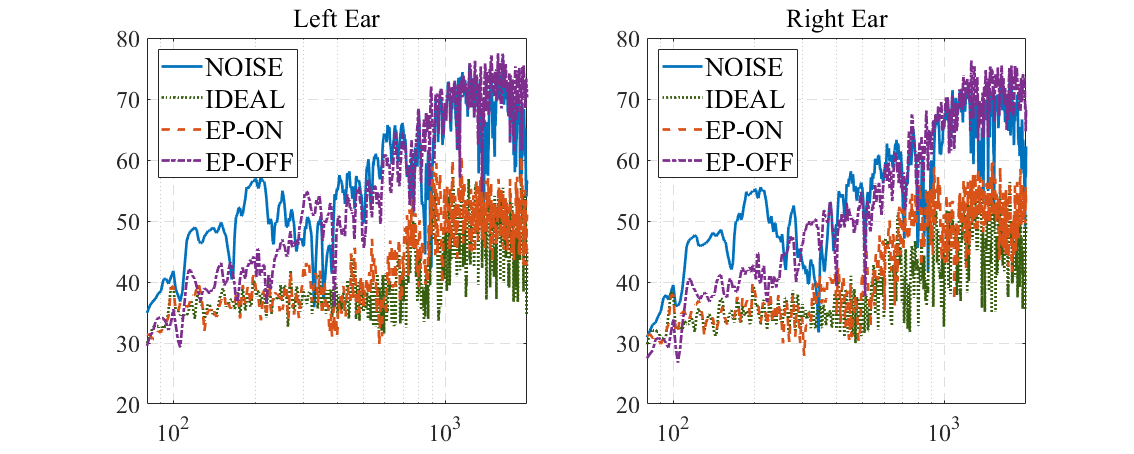 Left Ear
80
70
60
50
40
30
20
10²
10³
NOISE
IDEAL
EP-ON
EP-OFF
Right Ear
80
70
60
50
40
30
20
10²
10³
NOISE
IDEAL
EP-ON
EP-OFF